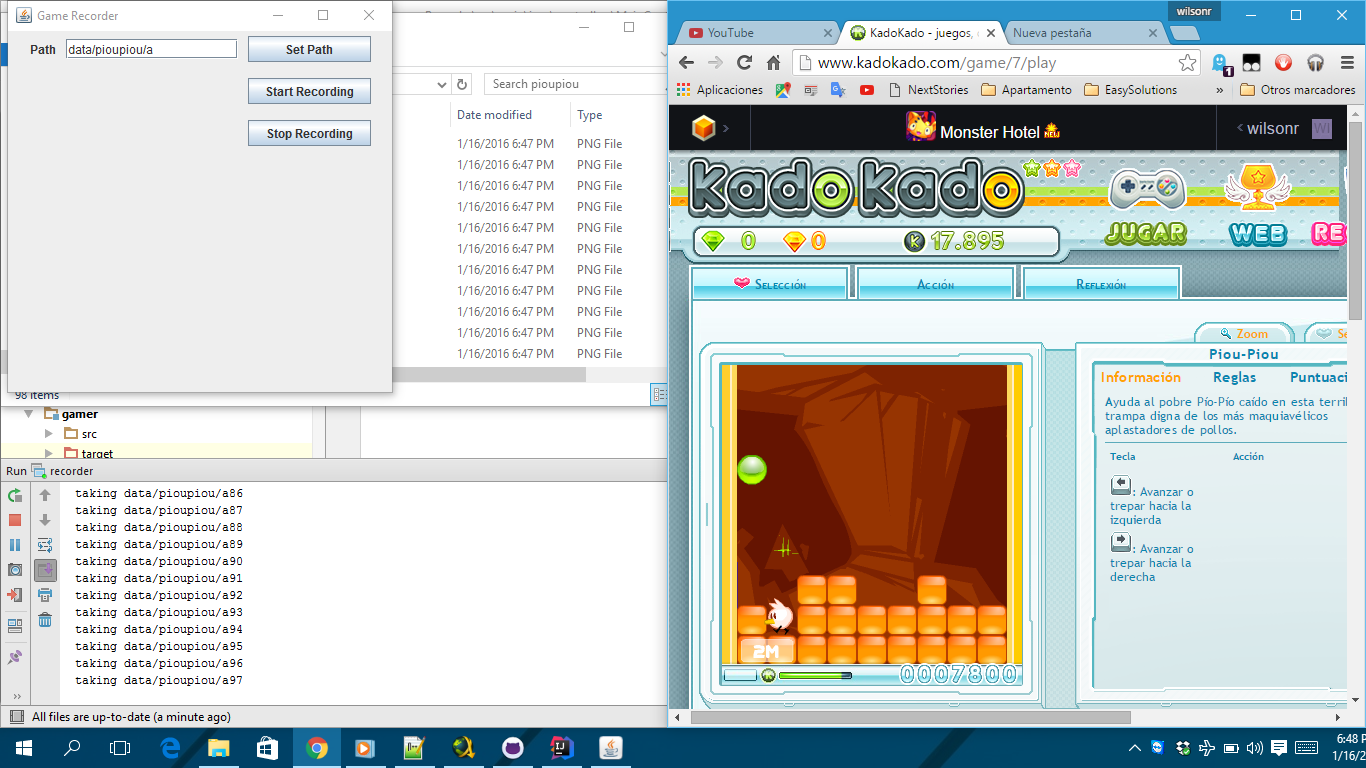 Game Recorder
Path data/pioupiou/a Set Path
Start Recording
Stop Recording
Search pioupiou
Date modified Type
1/16/2016 6:47 PM PNG File
1/16/2016 6:47 PM PNG File
1/16/2016 6:47 PM PNG File
1/16/2016 6:47 PM PNG File
1/16/2016 6:47 PM PNG File
1/16/2016 6:47 PM PNG File
1/16/2016 6:47 PM PNG File
1/16/2016 6:47 PM PNG File
1/16/2016 6:47 PM PNG File
1/16/2016 6:47 PM PNG File
1/16/2016 6:47 PM PNG File
98 items
gamer
src
target
Run recorder
taking data/pioupiou/a86
taking data/pioupiou/a87
taking data/pioupiou/a88
taking data/pioupiou/a89
taking data/pioupiou/a90
taking data/pioupiou/a91
taking data/pioupiou/a92
taking data/pioupiou/a93
taking data/pioupiou/a94
taking data/pioupiou/a95
taking data/pioupiou/a96
taking data/pioupiou/a97
All files are up-to-date (a minute ago)
wilsonr
YouTube KadoKado - juegos, Nueva pestaña
www.kadokado.com/game/7/play
1
Aplicaciones NextStories Apartamento EasySolutions » Otros marcadores
Monster Hotel NEW
wilsonr WI
KadoKado
JUGAR WEB RE
0 0 K 17.895
Selección Acción Reflexión
Zoom Se
Piou-Piou
Información Reglas Puntuaci
Ayuda al pobre Pío-Pío caído en esta terrib
trampa digna de los más maquiavélicos
aplastadores de pollos.
Tecla Acción
: Avanzar o
trepar hacia la
izquierda
: Avanzar o
trepar hacia la
derecha
2M
0007800
6:48 P
1/16/2